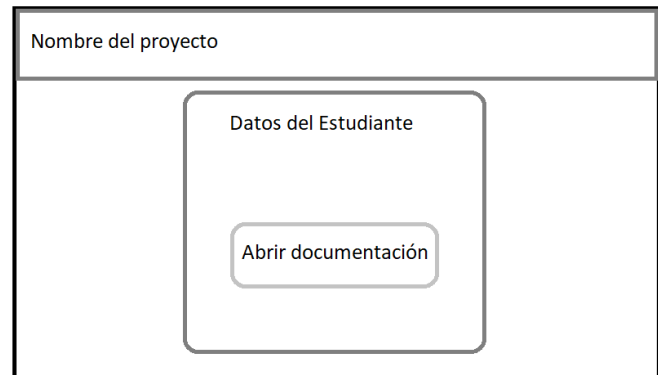 Nombre del proyecto
Datos del Estudiante
Abrir documentación